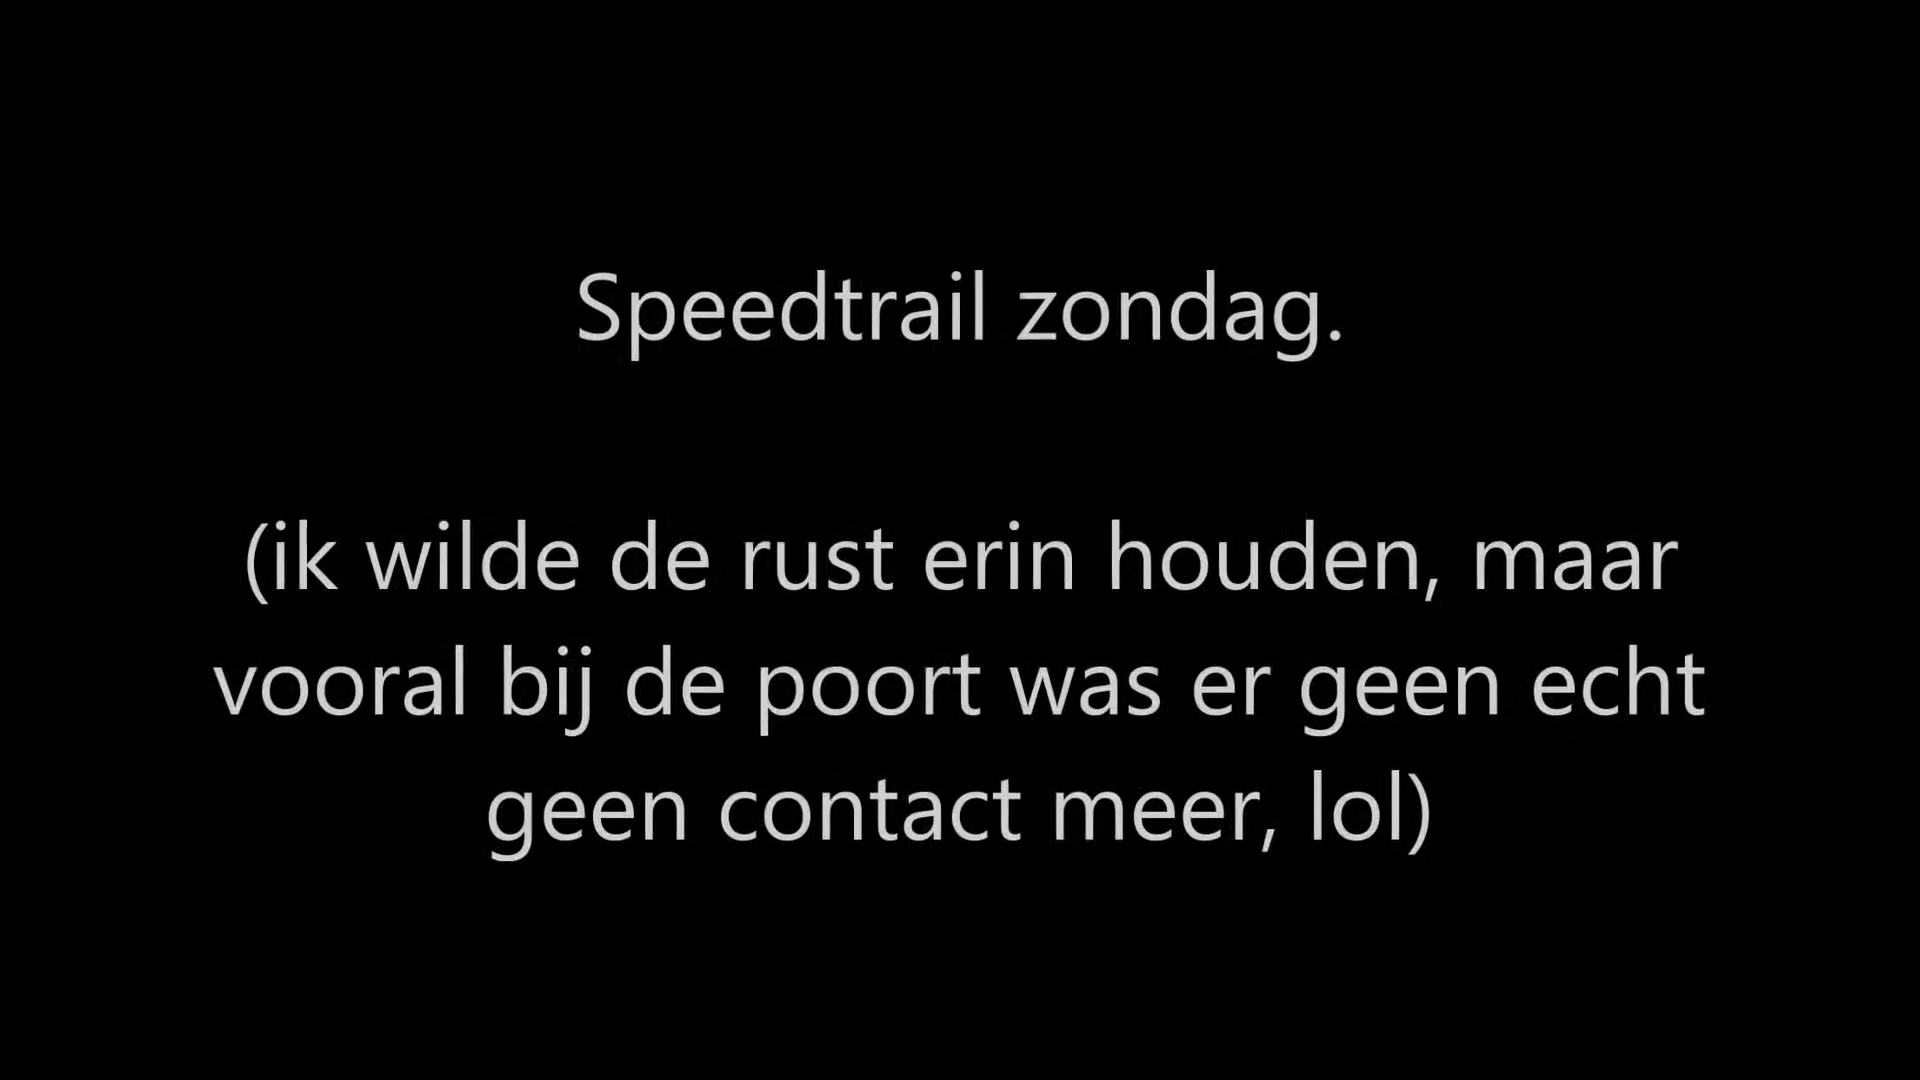 Speedtrail zondag.
(ik wilde de rust erin houden, maar
vooral bij de poort was er geen echt
geen contact meer, lol)